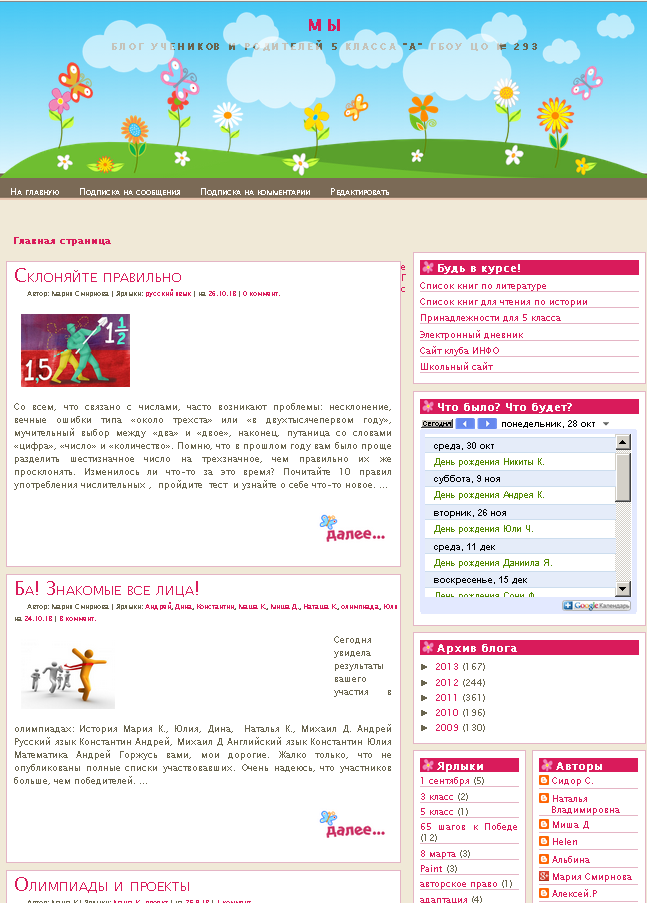 МЫ
БЛОГ УЧЕНИКОВ И РОДИТЕЛЕЙ 5 КЛАССА "А" ГБОУ ЦО № 293
На главную Подписка на сообщения Подписка на комментарии Редактировать
Главная страница
Склоняйте правильно
Автор: Мария Смирнова | Ярлыки: русский язык | на 26.10.13 | 0 коммент.
1 1/2
1,5
Со всем, что связано с числами, часто возникают проблемы: несклонение,
вечные ошибки типа «около трехста» или «в двухтысячепервом году»,
мучительный выбор между «два» и «двое», наконец, путаница со словами
«цифра», «число» и «количество». Помню, что в прошлом году вам было проще
разделить шестизначное число на трехзначное, чем правильно их же
просклонять. Изменилось ли что-то за это время? Почитайте 10 правил
употребления числительных , пройдите тест и узнайте о себе что-то новое. ...
далее...
Ба! Знакомые все лица!
Автор: Мария Смирнова | Ярлыки: Андрей, Дина, Константин, Маша К., Миша Д., Наташа К., олимпиада, Юля
на 24.10.13 | 8 коммент.
Сегодня
увидела
результаты
вашего
участия в
олимпиадах: История Мария К., Юлия, Дина, Наталья К., Михаил Д. Андрей
Русский язык Константин Андрей, Михаил Д Английский язык Константин Юлия
Математика Андрей Горжусь вами, мои дорогие. Жалко только, что не
опубликованы полные списки участвовавших. Очень надеюсь, что участников
больше, чем победителей. ...
далее...
Олимпиады и проекты
Будь в курсе!
Список книг по литературе
Список книг для чтения по истории
Принадлежности для 5 класса
Электронный дневник
Сайт клуба ИНФО
Школьный сайт
Что было? Что будет?
Сегодня понедельник, 28 окт
среда, 30 окт
День рождения Никиты К.
суббота, 9 ноя
День рождения Андрея К.
вторник, 26 ноя
День рождения Юли Ч.
среда, 11 дек
День рождения Даниила Я.
воскресенье, 15 дек
День рождения Сони Ф.
Google Календарь
Архив блога
► 2013 (167)
► 2012 (244)
► 2011 (361)
► 2010 (196)
► 2009 (130)
Ярлыки
1 сентября (5)
3 класс (2)
5 класс (1)
65 шагов к Победе
(12)
8 марта (3)
Paint (3)
авторское право (1)
адаптация (4)
Авторы
Сидор С.
Наталья
Владимировна
Миша Д
Helen
Альбина
Мария Смирнова
Алексей.Р